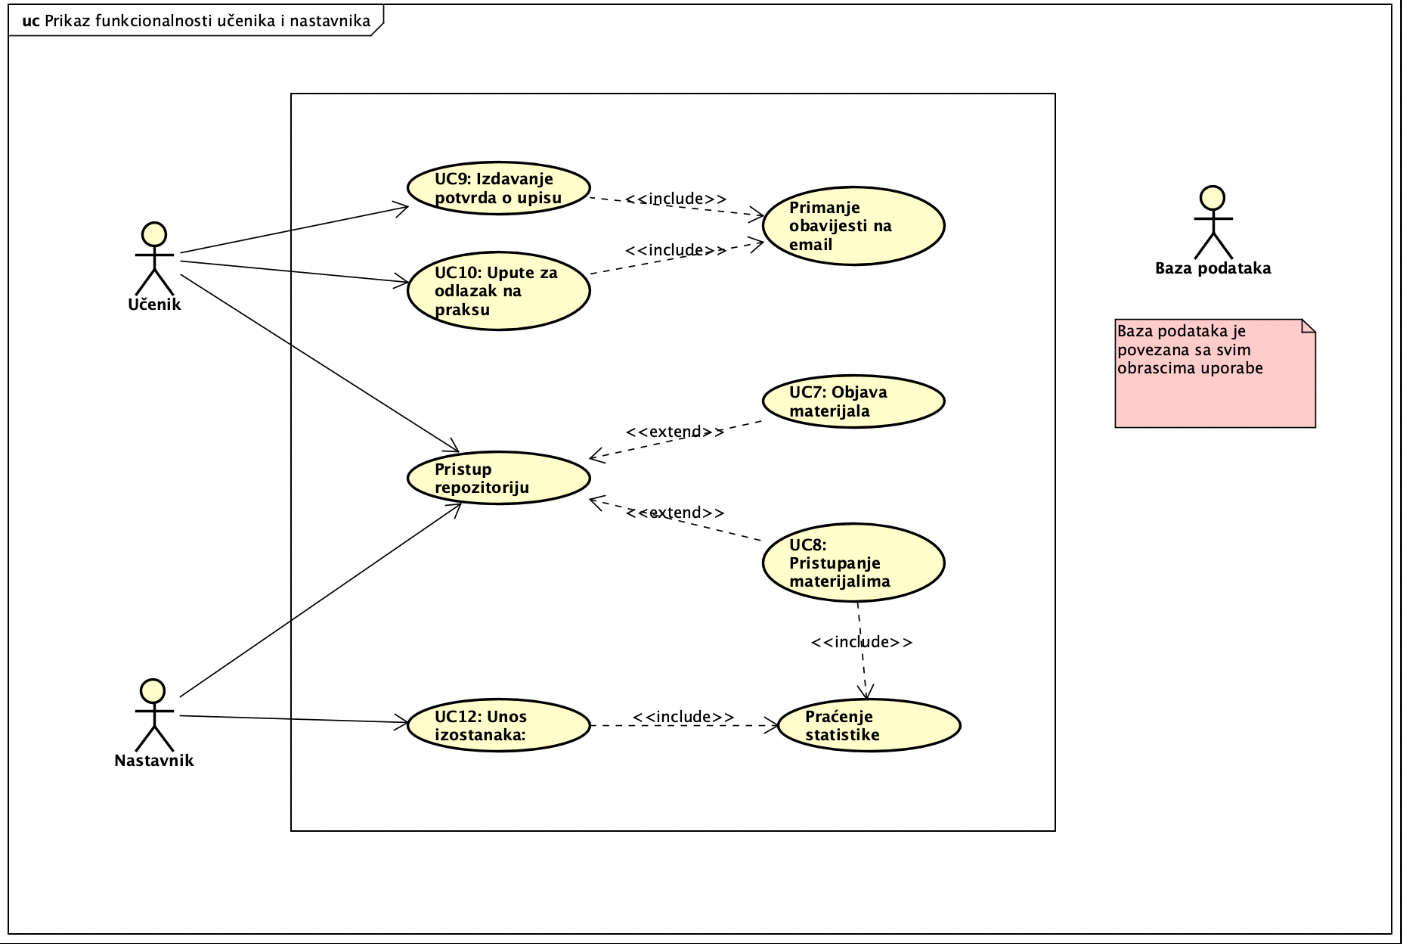 uc Prikaz funkcionalnosti učenika i nastavnika
UC9: Izdavanje
potvrda o upisu
<<include>>
Primanje
obavijesti na
email
<<include>>
UC10: Upute za
odlazak na
praksu
Učenik
Baza podataka
Baza podataka je
povezana sa svim
obrascima uporabe
UC7: Objava
materijala
<<extend>>
Pristup
repozitoriju
<<extend>>
UC8:
Pristupanje
materijalima
<<include>>
Nastavnik
UC12: Unos
izostanaka:
<<include>>
Praćenje
statistike